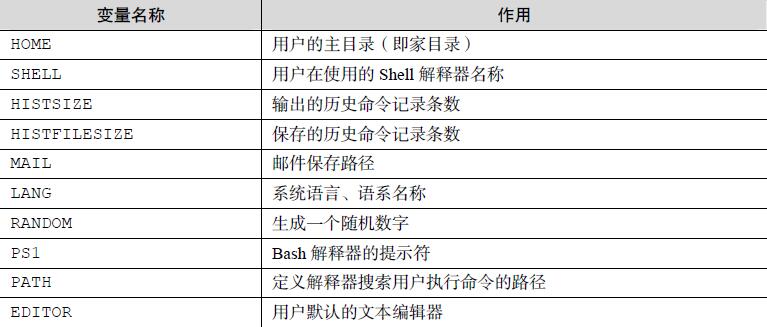 变量名称 作用
HOME 用户的主目录（即家目录）
SHELL 用户在使用的 Shell 解释器名称
HISTSIZE 输出的历史命令记录条数
HISTFILESIZE 保存的历史命令记录条数
MAIL 邮件保存路径
LANG 系统语言、语系名称
RANDOM 生成一个随机数字
PS1 Bash 解释器的提示符
PATH 定义解释器搜索用户执行命令的路径
EDITOR 用户默认的文本编辑器